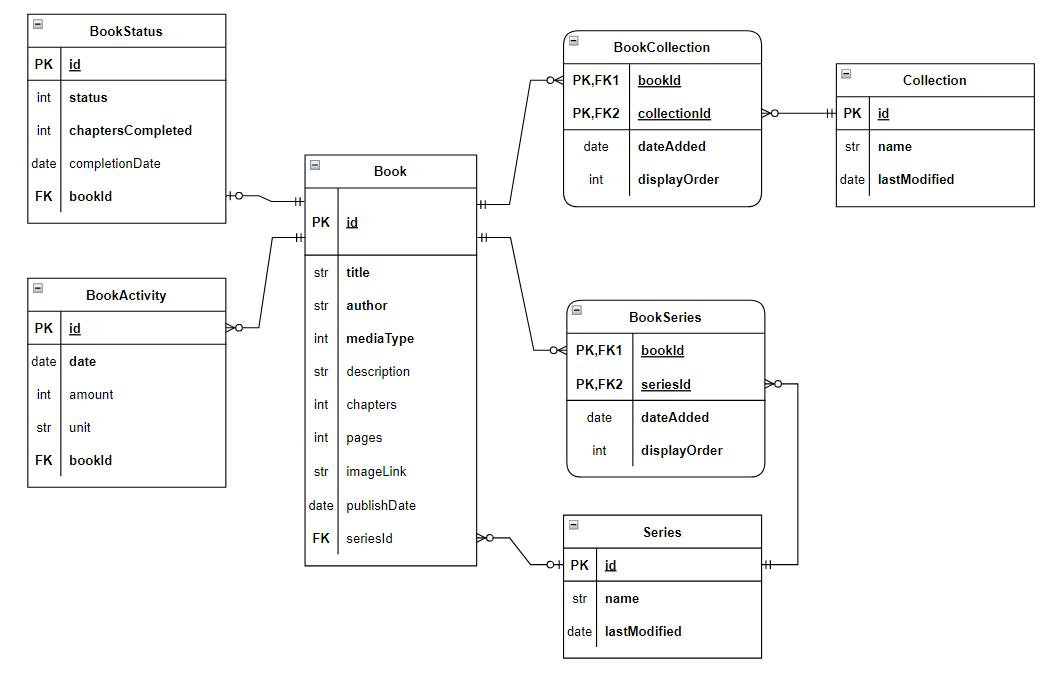 BookStatus
PK id
int status
int chaptersCompleted
date completionDate
FK bookId
BookActivity
PK id
date date
int amount
str unit
FK bookId
Book
PK id
str title
str author
int mediaType
str description
int chapters
int pages
str imageLink
date publishDate
FK seriesId
BookCollection
PK,FK1 bookId
PK,FK2 collectionId
date dateAdded
int displayOrder
Collection
PK id
str name
date lastModified
BookSeries
PK,FK1 bookId
PK,FK2 seriesId
date dateAdded
int displayOrder
Series
PK id
str name
date lastModified